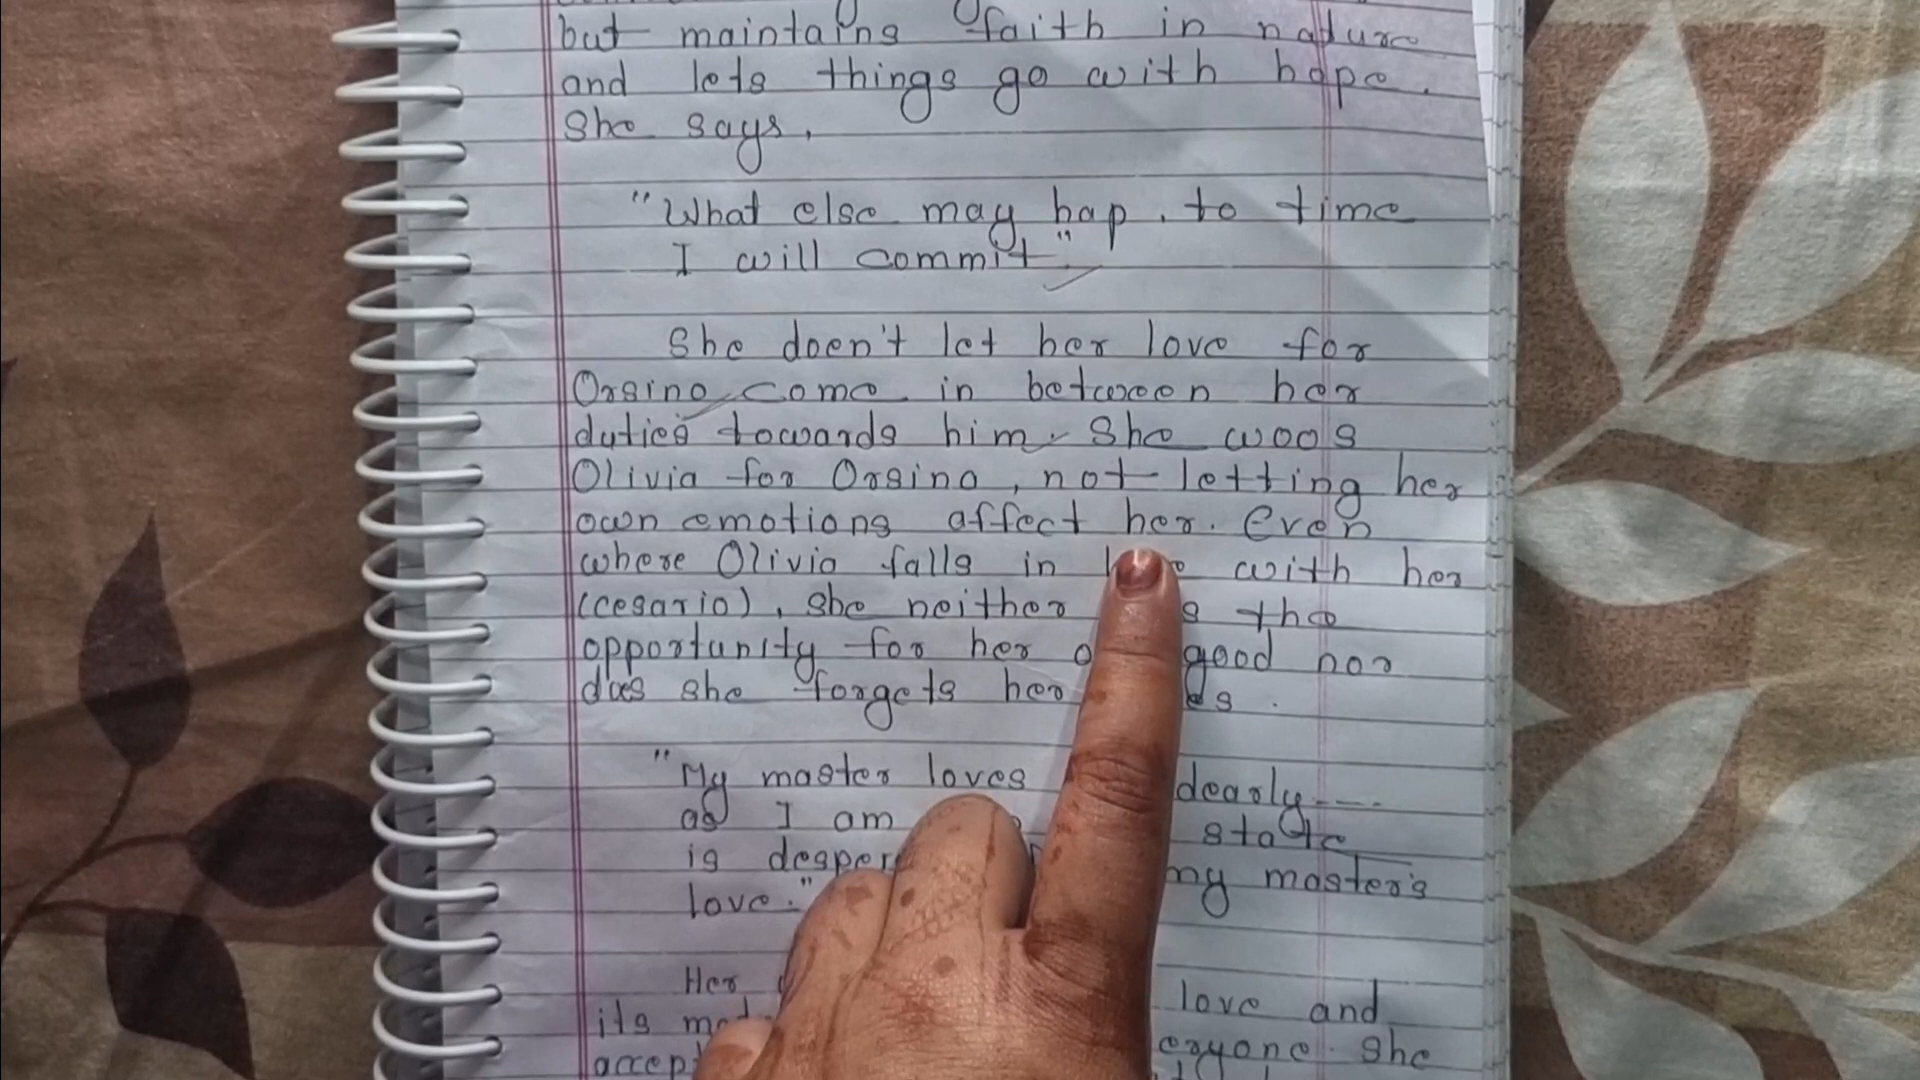 but maintains faith in nature
and lets things go with hope.
She says,
"What else may hap, to time
I will commit"
She doen't let her love for
Orsino come in between her
duties towards him. She woos
Olivia for Orsino, not letting her
own emotions affect her. Even
where Olivia falls in with her
(cesario), she neither the
opportunity for her good nor
does she forgets her
"My master loves dearly----
as I am state
is my master's
love."
Her love and
its
She